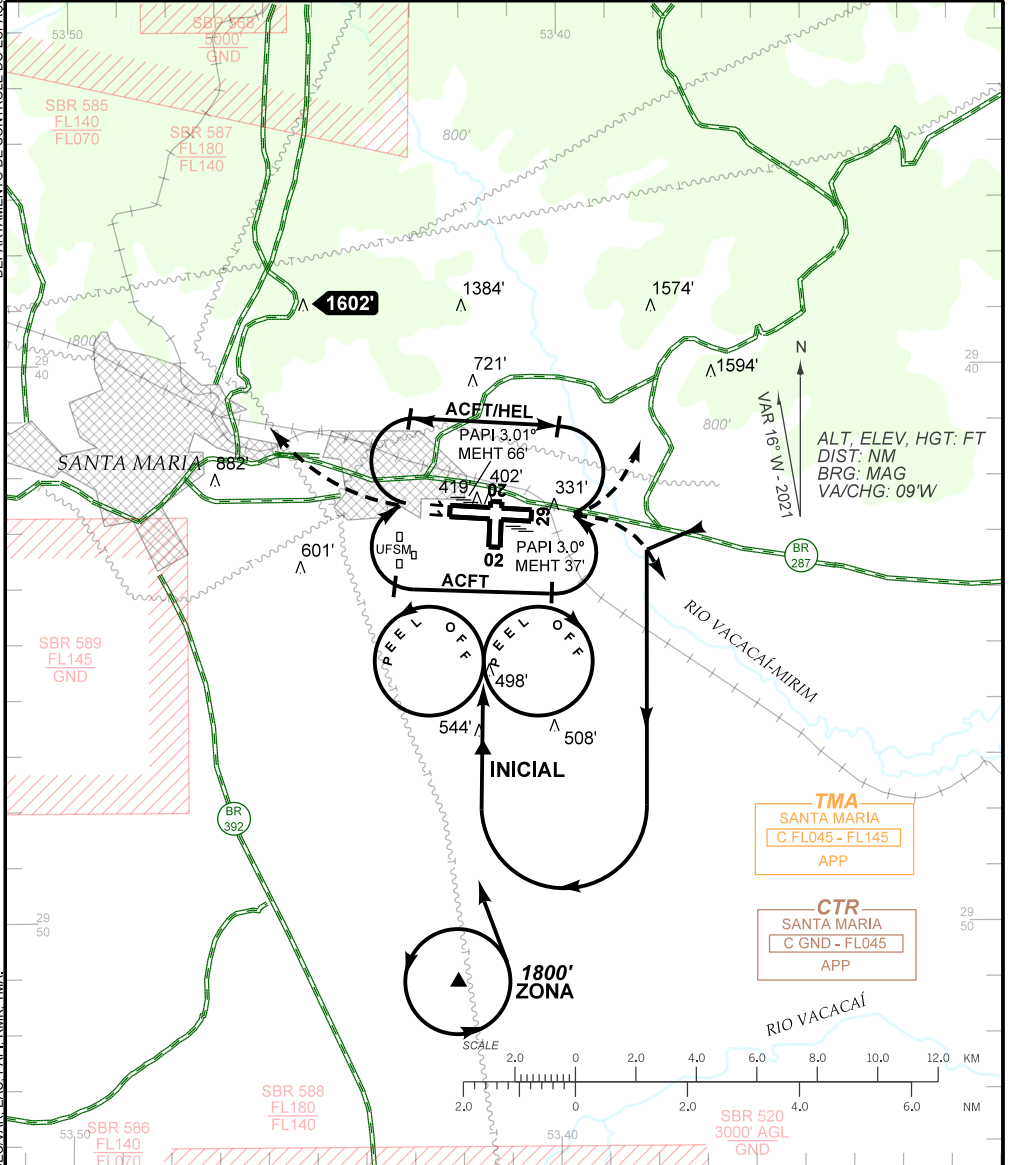 53 50
SBR 568
5000'
GND
53 40
SBR 585
FL140
FL070
SBR 587
FL180
FL140
800'
1602'
1384'
1574'
800'
721'
1594'
29
40
29
40
N
VAR 16° W - 2021
ALT, ELEV, HGT: FT
DIST: NM
BRG: MAG
VA/CHG: 09'W
800'
ACFT/HEL
PAPI 3.01º
MEHT 66'
SANTA MARIA
882'
419'
402'
331'
20
11
29
02
601'
UFSM
PAPI 3.0º
MEHT 37'
ACFT
BR
287
RIO VACACAÍ-MIRIM
SBR 589
FL145
GND
PEEL OFF
PEEL OFF
498'
544'
508'
INICIAL
BR
392
TMA
SANTA MARIA
C FL045 - FL145
APP
CTR
SANTA MARIA
C GND - FL045
APP
29
50
29
50
1800'
ZONA
RIO VACACAÍ
SCALE
2.0 0 2.0 4.0 6.0 8.0 10.0 12.0 KM
2.0 0 2.0 4.0 6.0 NM
SBR 588
FL180
FL140
SBR 520
3000' AGL
GND
SBR 586
FL140
FL070
53 50
53 40